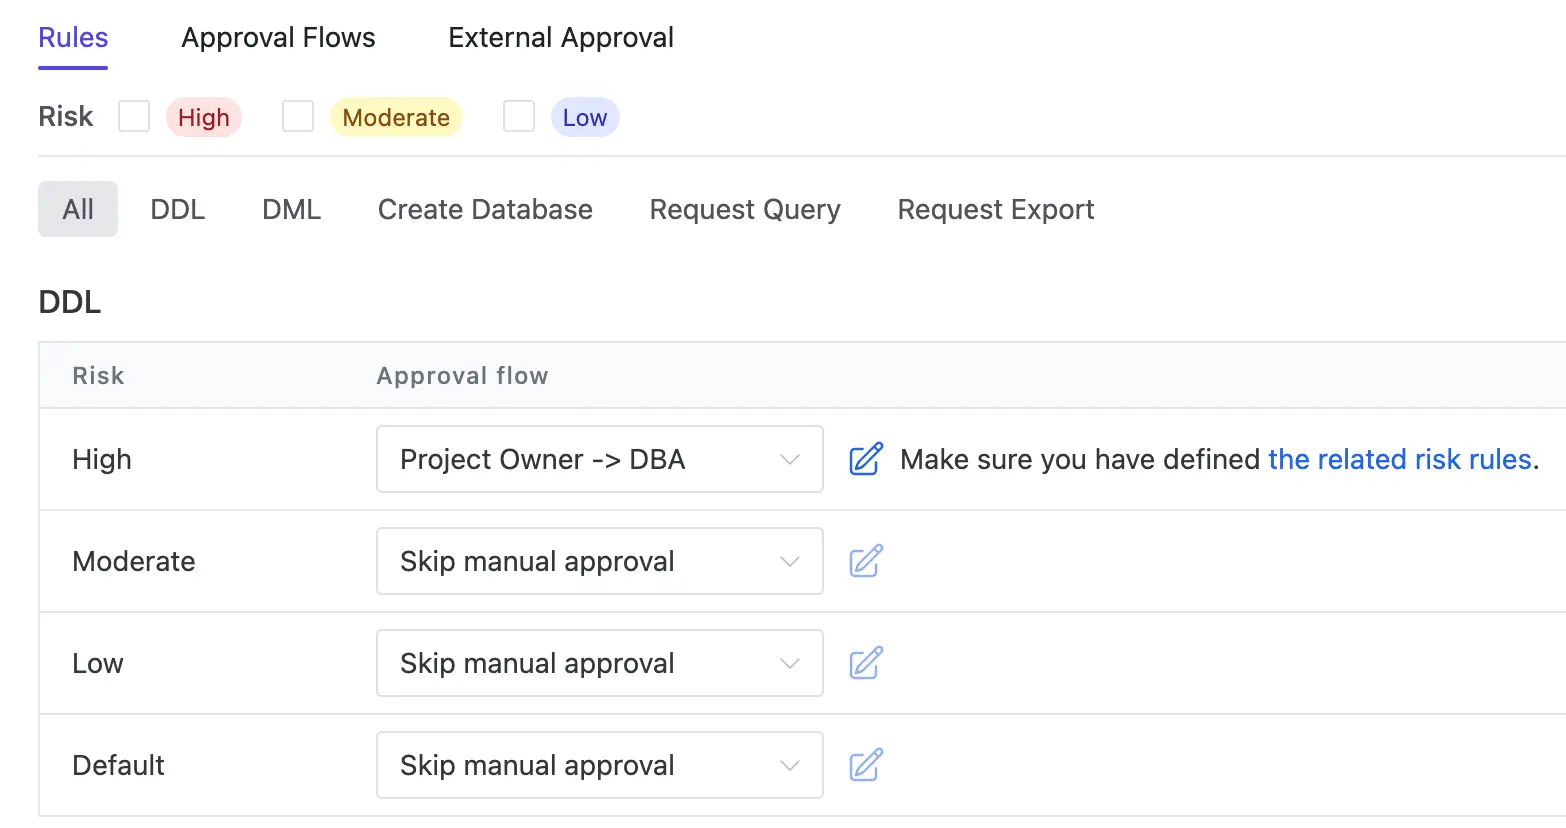 Rules Approval Flows External Approval
Risk High Moderate Low
All DDL DML Create Database Request Query Request Export
DDL
Risk Approval flow
High Project Owner -> DBA Make sure you have defined the related risk rules.
Moderate Skip manual approval
Low Skip manual approval
Default Skip manual approval